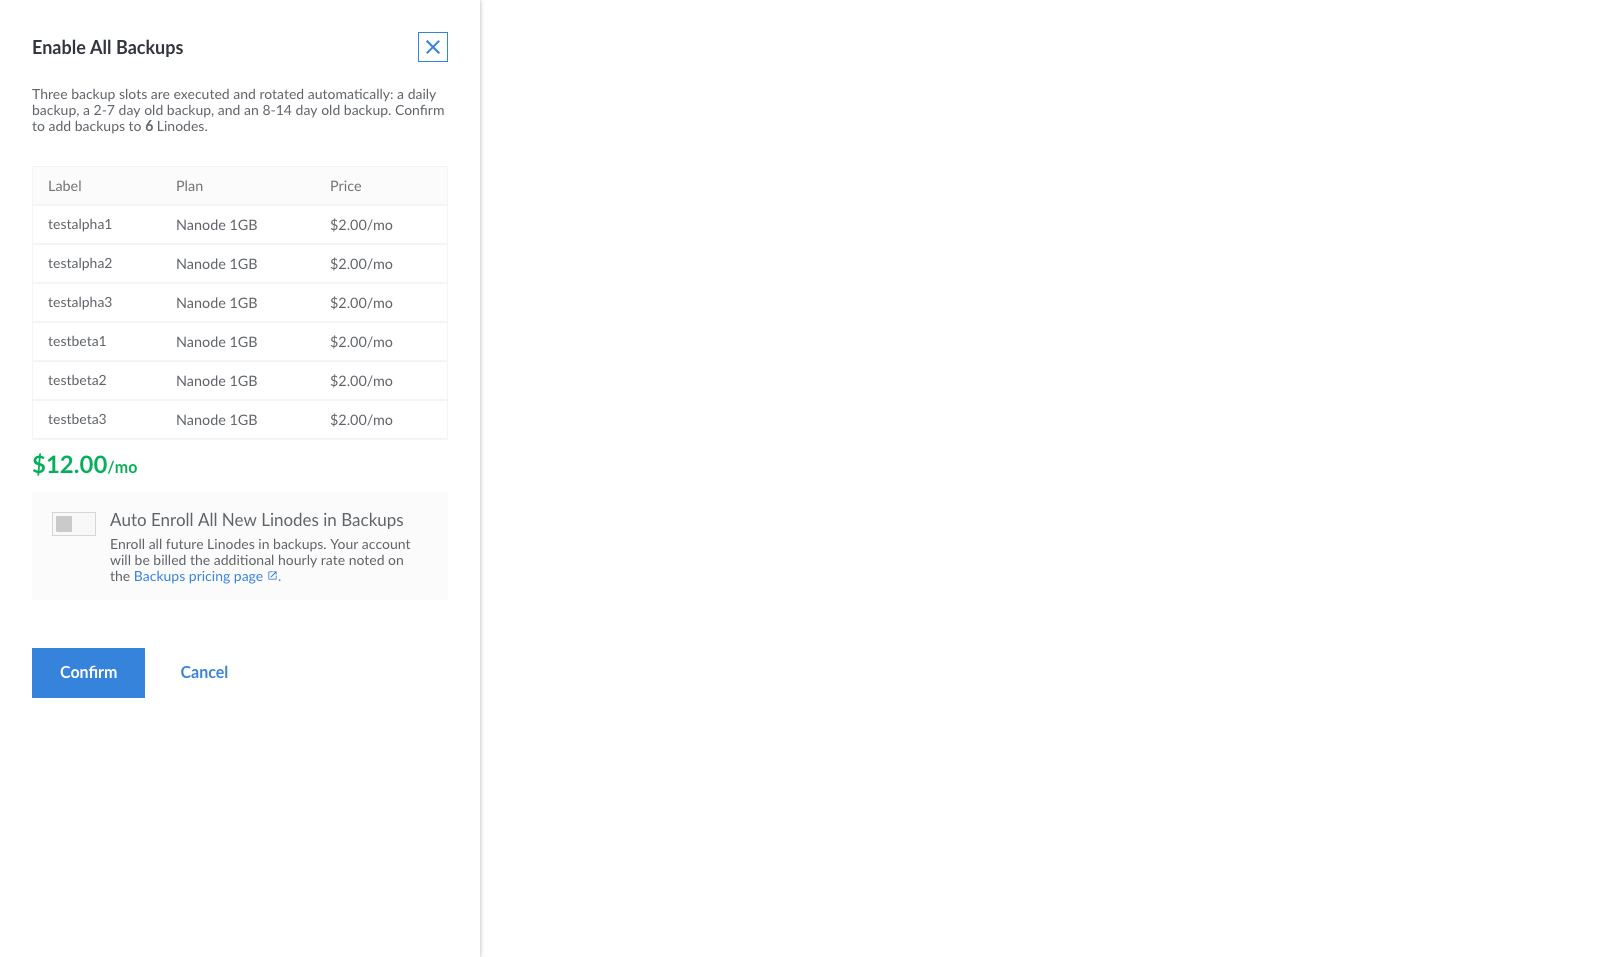 Enable All Backups
Three backup slots are executed and rotated automatically: a daily
backup, a 2-7 day old backup, and an 8-14 day old backup. Confirm
to add backups to 6 Linodes.
Label Plan Price
testalpha1 Nanode 1GB $2.00/mo
testalpha2 Nanode 1GB $2.00/mo
testalpha3 Nanode 1GB $2.00/mo
testbeta1 Nanode 1GB $2.00/mo
testbeta2 Nanode 1GB $2.00/mo
testbeta3 Nanode 1GB $2.00/mo
$12.00/mo
Auto Enroll All New Linodes in Backups
Enroll all future Linodes in backups. Your account
will be billed the additional hourly rate noted on
the Backups pricing page.
Confirm Cancel